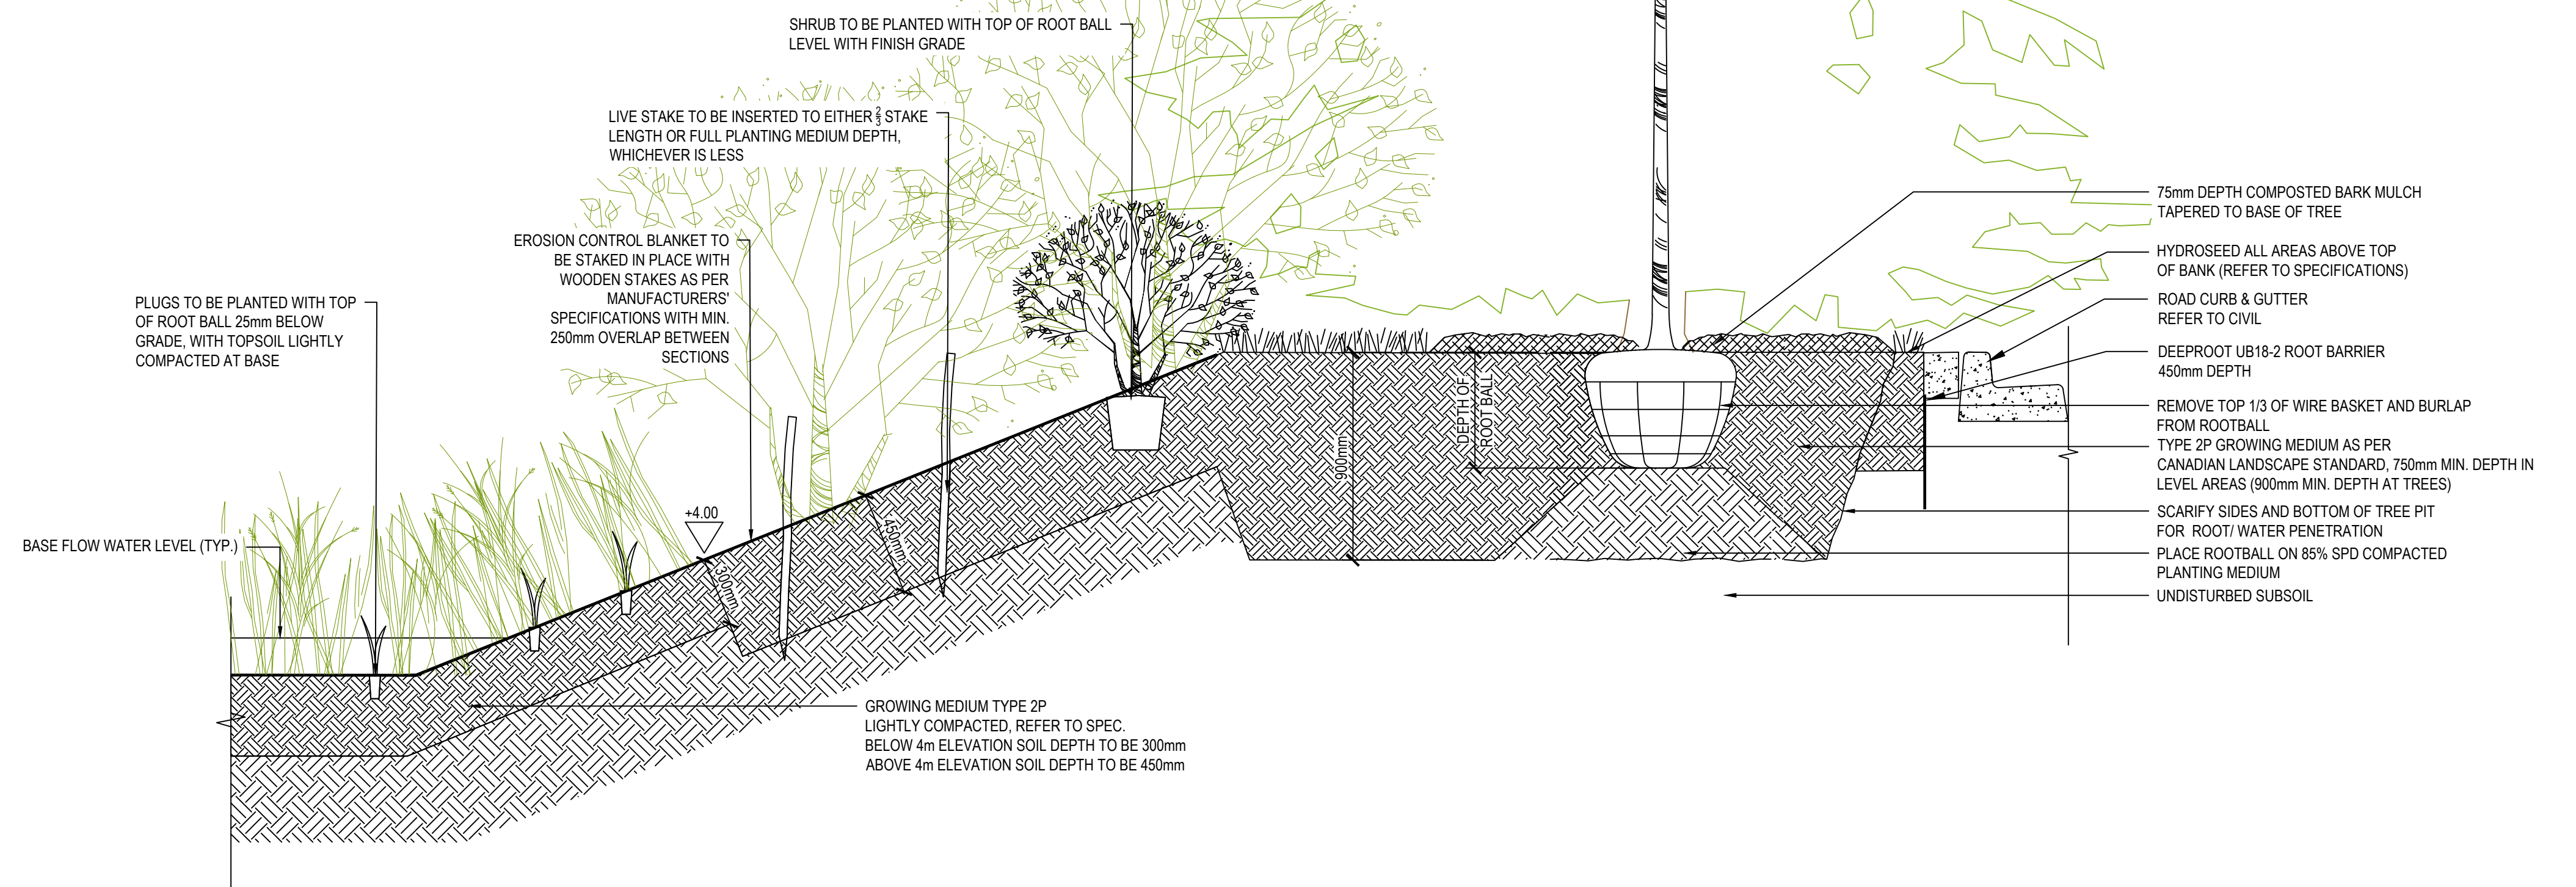 SHRUB TO BE PLANTED WITH TOP OF ROOT BALL
LEVEL WITH FINISH GRADE
LIVE STAKE TO BE INSERTED TO EITHER 2/3 STAKE
LENGTH OR FULL PLANTING MEDIUM DEPTH,
WHICHEVER IS LESS
EROSION CONTROL BLANKET TO
BE STAKED IN PLACE WITH
WOODEN STAKES AS PER
MANUFACTURERS'
SPECIFICATIONS WITH MIN.
250mm OVERLAP BETWEEN
SECTIONS
PLUGS TO BE PLANTED WITH TOP
OF ROOT BALL 25mm BELOW
GRADE, WITH TOPSOIL LIGHTLY
COMPACTED AT BASE
BASE FLOW WATER LEVEL (TYP.)
+4.00
300mm
450mm
900mm
DEPTH OF
ROOT BALL
GROWING MEDIUM TYPE 2P
LIGHTLY COMPACTED, REFER TO SPEC.
BELOW 4m ELEVATION SOIL DEPTH TO BE 300mm
ABOVE 4m ELEVATION SOIL DEPTH TO BE 450mm
75mm DEPTH COMPOSTED BARK MULCH
TAPERED TO BASE OF TREE
HYDROSEED ALL AREAS ABOVE TOP
OF BANK (REFER TO SPECIFICATIONS)
ROAD CURB & GUTTER
REFER TO CIVIL
DEEPROOT UB18-2 ROOT BARRIER
450mm DEPTH
REMOVE TOP 1/3 OF WIRE BASKET AND BURLAP
FROM ROOTBALL
TYPE 2P GROWING MEDIUM AS PER
CANADIAN LANDSCAPE STANDARD, 750mm MIN. DEPTH IN
LEVEL AREAS (900mm MIN. DEPTH AT TREES)
SCARIFY SIDES AND BOTTOM OF TREE PIT
FOR ROOT/ WATER PENETRATION
PLACE ROOTBALL ON 85% SPD COMPACTED
PLANTING MEDIUM
UNDISTURBED SUBSOIL